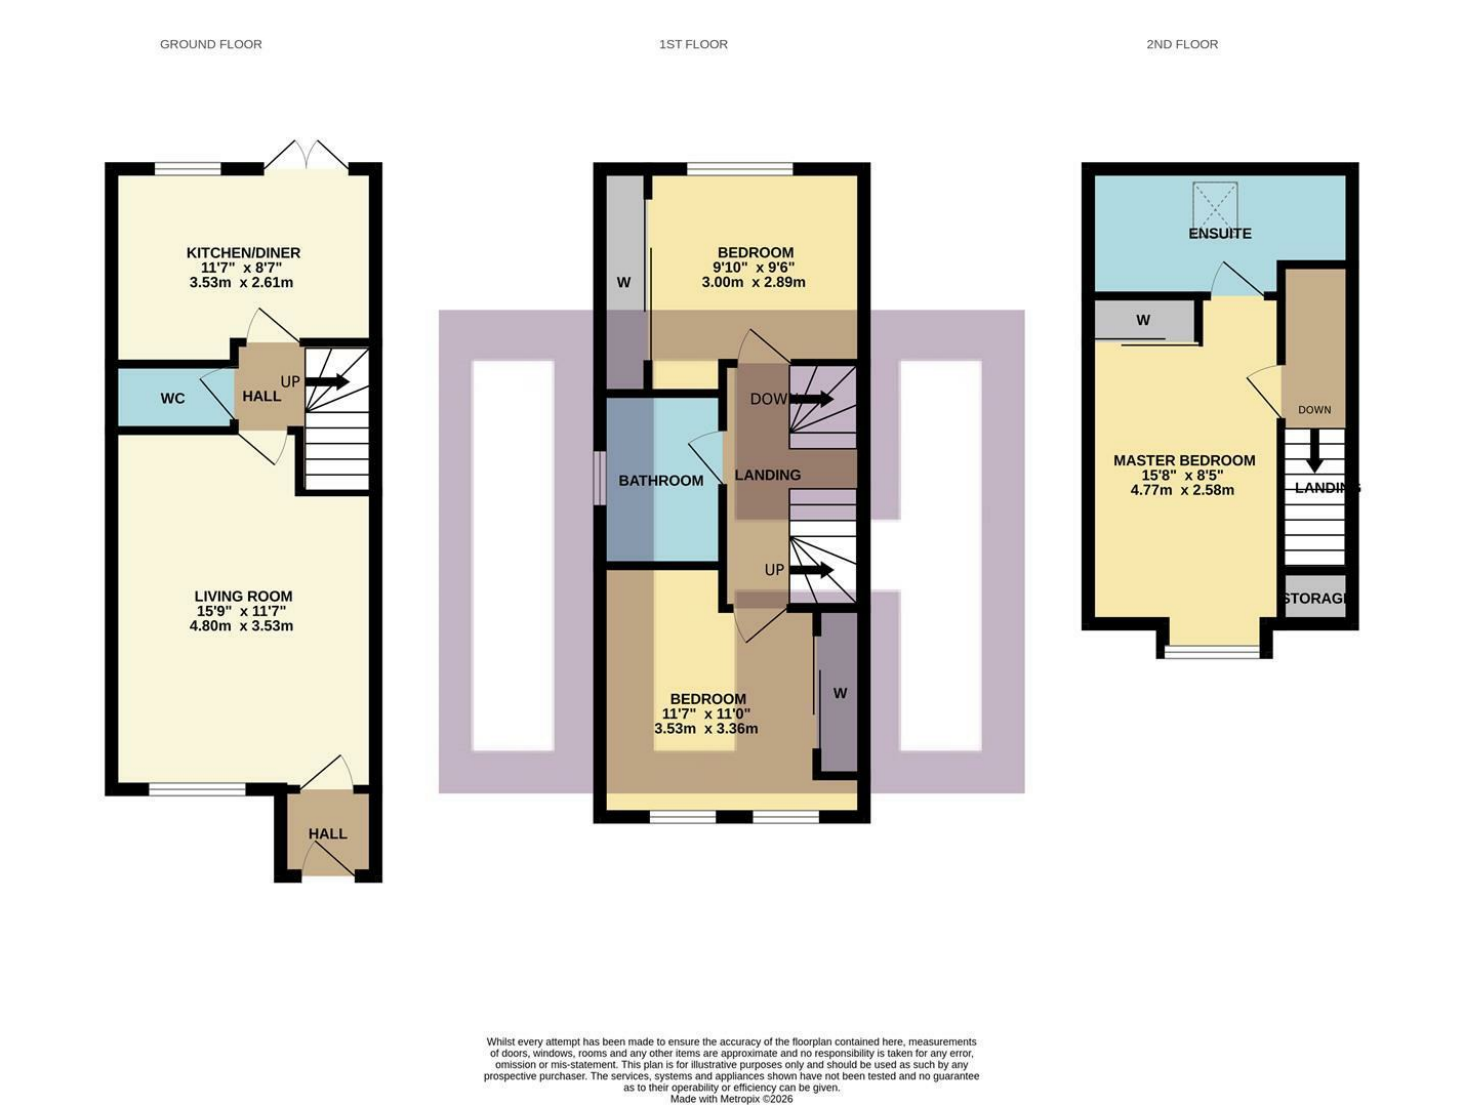 GROUND FLOOR
1ST FLOOR
2ND FLOOR
KITCHEN/DINER
11'7" x 8'7"
3.53m x 2.61m
UP
WC
HALL
LIVING ROOM
15'9" x 11'7"
4.80m x 3.53m
HALL
BEDROOM
9'10" x 9'6"
3.00m x 2.89m
W
DOWN
LANDING
BATHROOM
UP
BEDROOM
11'7" x 11'0"
3.53m x 3.36m
W
ENSUITE
W
DOWN
MASTER BEDROOM
15'8" x 8'5"
4.77m x 2.58m
LANDING
STORAGE
Whilst every attempt has been made to ensure the accuracy of the floorplan contained here, measurements
of doors, windows, rooms and any other items are approximate and no responsibility is taken for any error,
omission or mis-statement. This plan is for illustrative purposes only and should be used as such by any
prospective purchaser. The services, systems and appliances shown have not been tested and no guarantee
as to their operability or efficiency can be given.
Made with Metropix ©2026